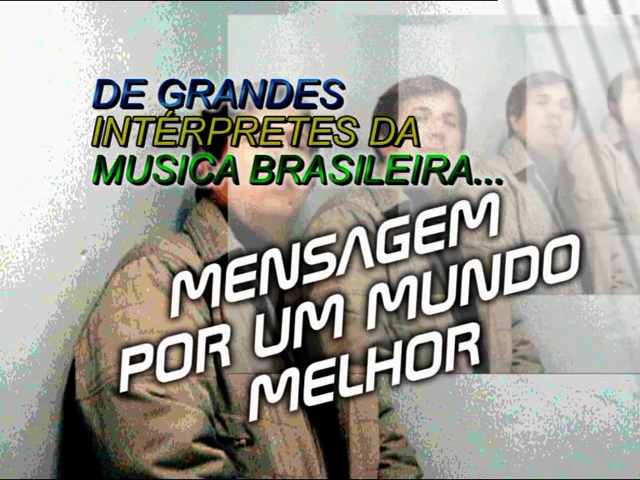 DE GRANDES
INTÉRPRETES DA
MUSICA BRASILEIRA...
MENSAGEM
POR UM MUNDO
MELHOR